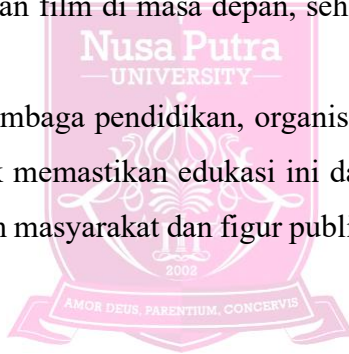 an film di masa depan, seh
Nusa Putra
UNIVERSITY
mbaga pendidikan, organis
memastikan edukasi ini da
masyarakat dan figur publi
2002
AMOR DEUS, PARENTIUM, CONCERVIS